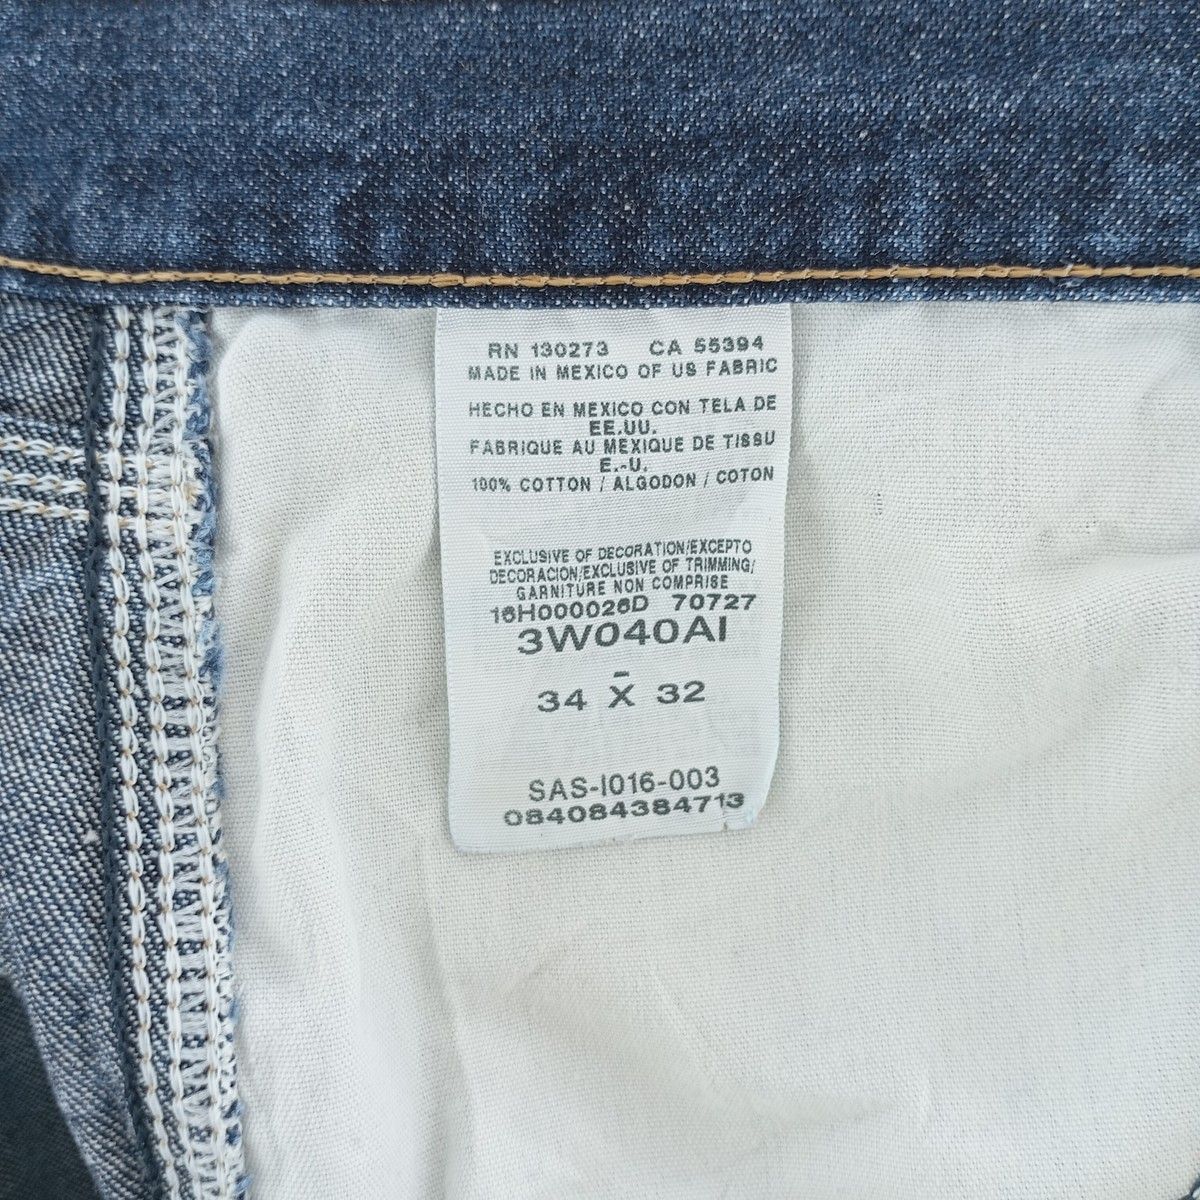 RN 130273 CA 55394
MADE IN MEXICO OF US FABRIC
HECHO EN MEXICO CON TELA DE
EE.UU.
FABRIQUE AU MEXIQUE DE TISSU
E.-U.
100% COTTON / ALGODON / COTON
EXCLUSIVE OF DECORATION/EXCEPTO
DECORACION/EXCLUSIVE OF TRIMMING/
GARNITURE NON COMPRISE
16H000026D 70727
3W040AI
34 X 32
SAS-I016-003
084084384713